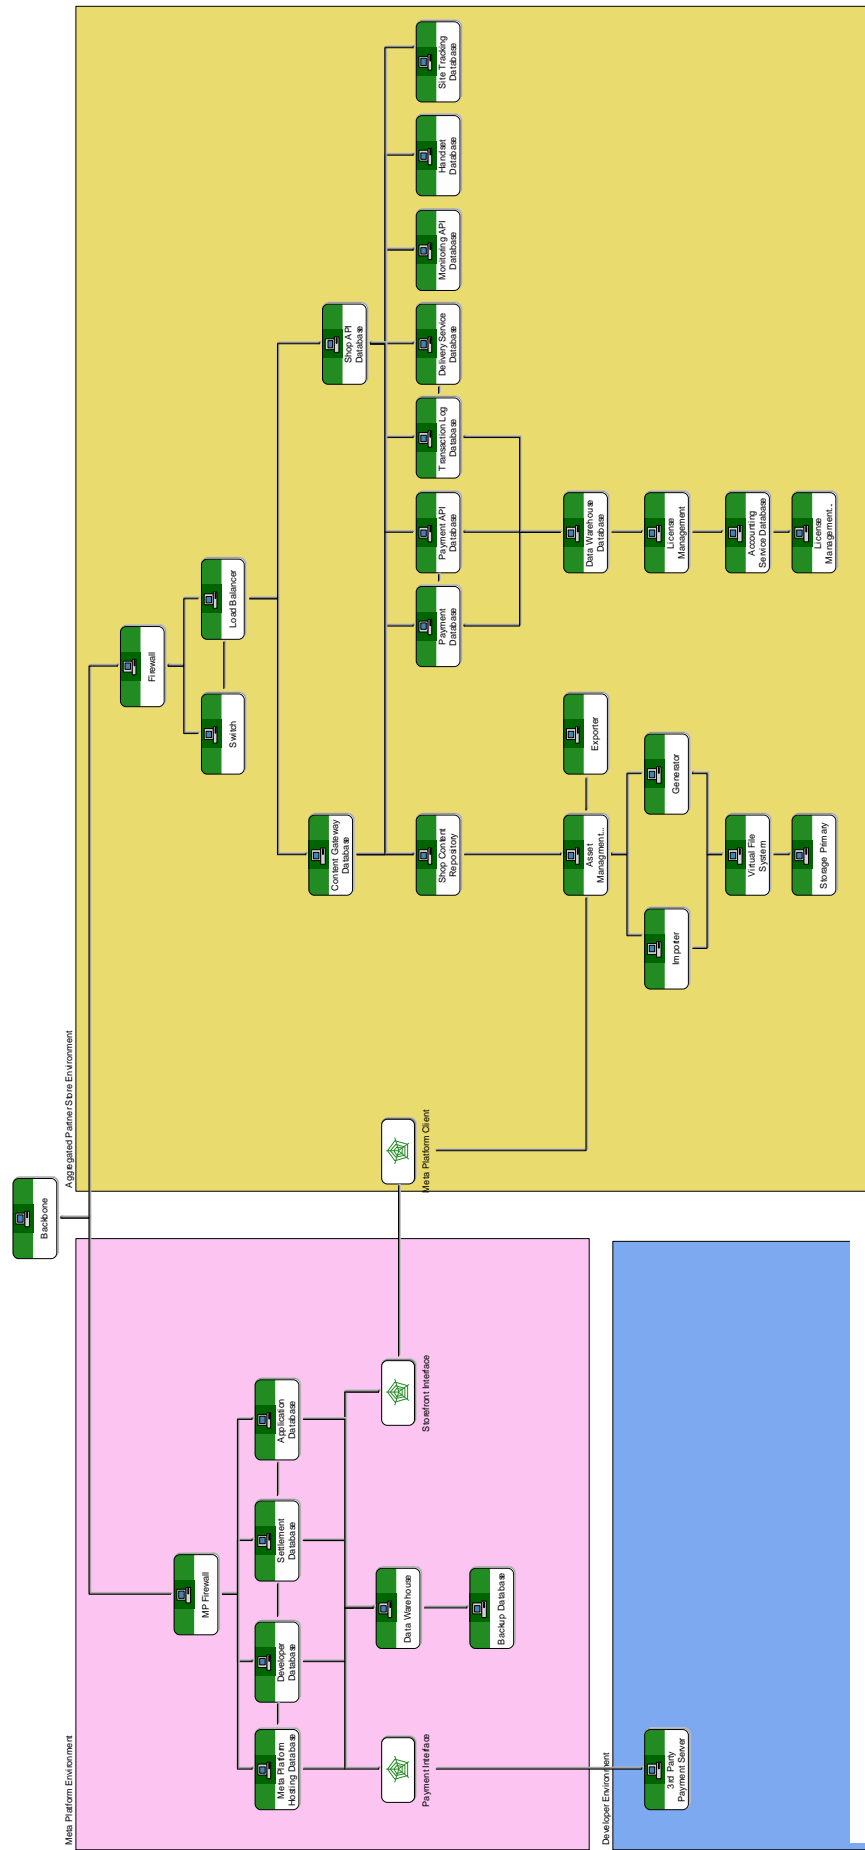 Backbone
Meta Platform Environment
MP Firewall
Meta Platform
Hosting Database
Developer
Database
Settlement
Database
Application
Database
Payment Interface
Data Warehouse
Storefront Interface
Backup Database
Developer Environment
3rd Party
Payment Server
Aggregated Partner Store Environment
Firewall
Switch
Load Balancer
Content Gateway
Database
Shop API
Database
Meta Platform Client
Shop Content
Repository
Payment
Database
Payment API
Database
Transaction Log
Database
Delivery Service
Database
Monitoring API
Database
Handset
Database
Site Tracking
Database
Asset
Managment...
Exporter
Data Warehouse
Database
Importer
Generator
License
Management
Virtual File
System
Accounting
Service Database
Storage Primary
License
Management...